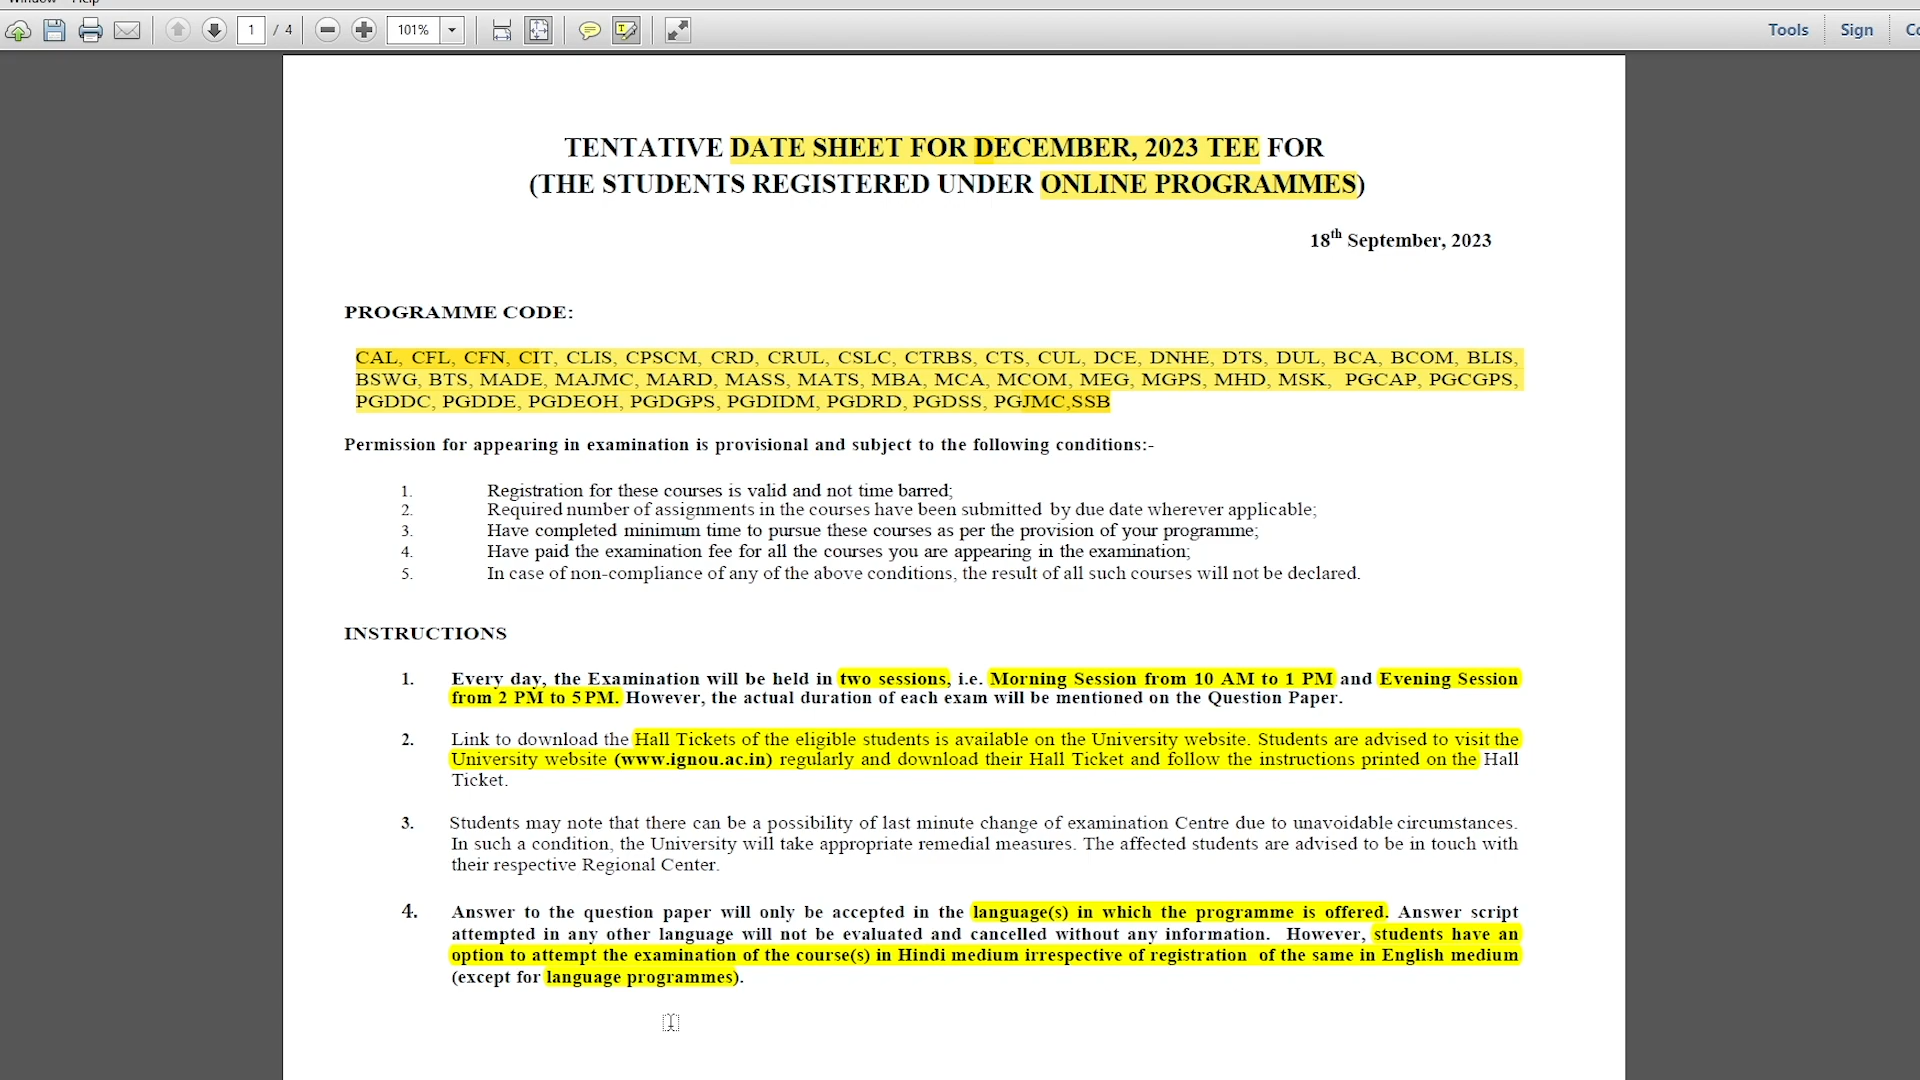 1 / 4 101% Tools Sign
TENTATIVE DATE SHEET FOR DECEMBER, 2023 TEE FOR
(THE STUDENTS REGISTERED UNDER ONLINE PROGRAMMES)
18th September, 2023
PROGRAMME CODE:
CAL, CFL, CFN, CIT, CLIS, CPSCM, CRD, CRUL, CSLC, CTRBS, CTS, CUL, DCE, DNHE, DTS, DUL, BCA, BCOM, BLIS,
BSWG, BTS, MADE, MAJMC, MARD, MASS, MATS, MBA, MCA, MCOM, MEG, MGPS, MHD, MSK, PGCAP, PGCGPS,
PGDDC, PGDDE, PGDEOH, PGDGPS, PGDIDM, PGDRD, PGDSS, PGJMC,SSB
Permission for appearing in examination is provisional and subject to the following conditions:-
1. Registration for these courses is valid and not time barred;
2. Required number of assignments in the courses have been submitted by due date wherever applicable;
3. Have completed minimum time to pursue these courses as per the provision of your programme;
4. Have paid the examination fee for all the courses you are appearing in the examination;
5. In case of non-compliance of any of the above conditions, the result of all such courses will not be declared.
INSTRUCTIONS
1. Every day, the Examination will be held in two sessions, i.e. Morning Session from 10 AM to 1 PM and Evening Session
from 2 PM to 5 PM. However, the actual duration of each exam will be mentioned on the Question Paper.
2. Link to download the Hall Tickets of the eligible students is available on the University website. Students are advised to visit the
University website (www.ignou.ac.in) regularly and download their Hall Ticket and follow the instructions printed on the Hall
Ticket.
3. Students may note that there can be a possibility of last minute change of examination Centre due to unavoidable circumstances.
In such a condition, the University will take appropriate remedial measures. The affected students are advised to be in touch with
their respective Regional Center.
4. Answer to the question paper will only be accepted in the language(s) in which the programme is offered. Answer script
attempted in any other language will not be evaluated and cancelled without any information. However, students have an
option to attempt the examination of the course(s) in Hindi medium irrespective of registration of the same in English medium
(except for language programmes).